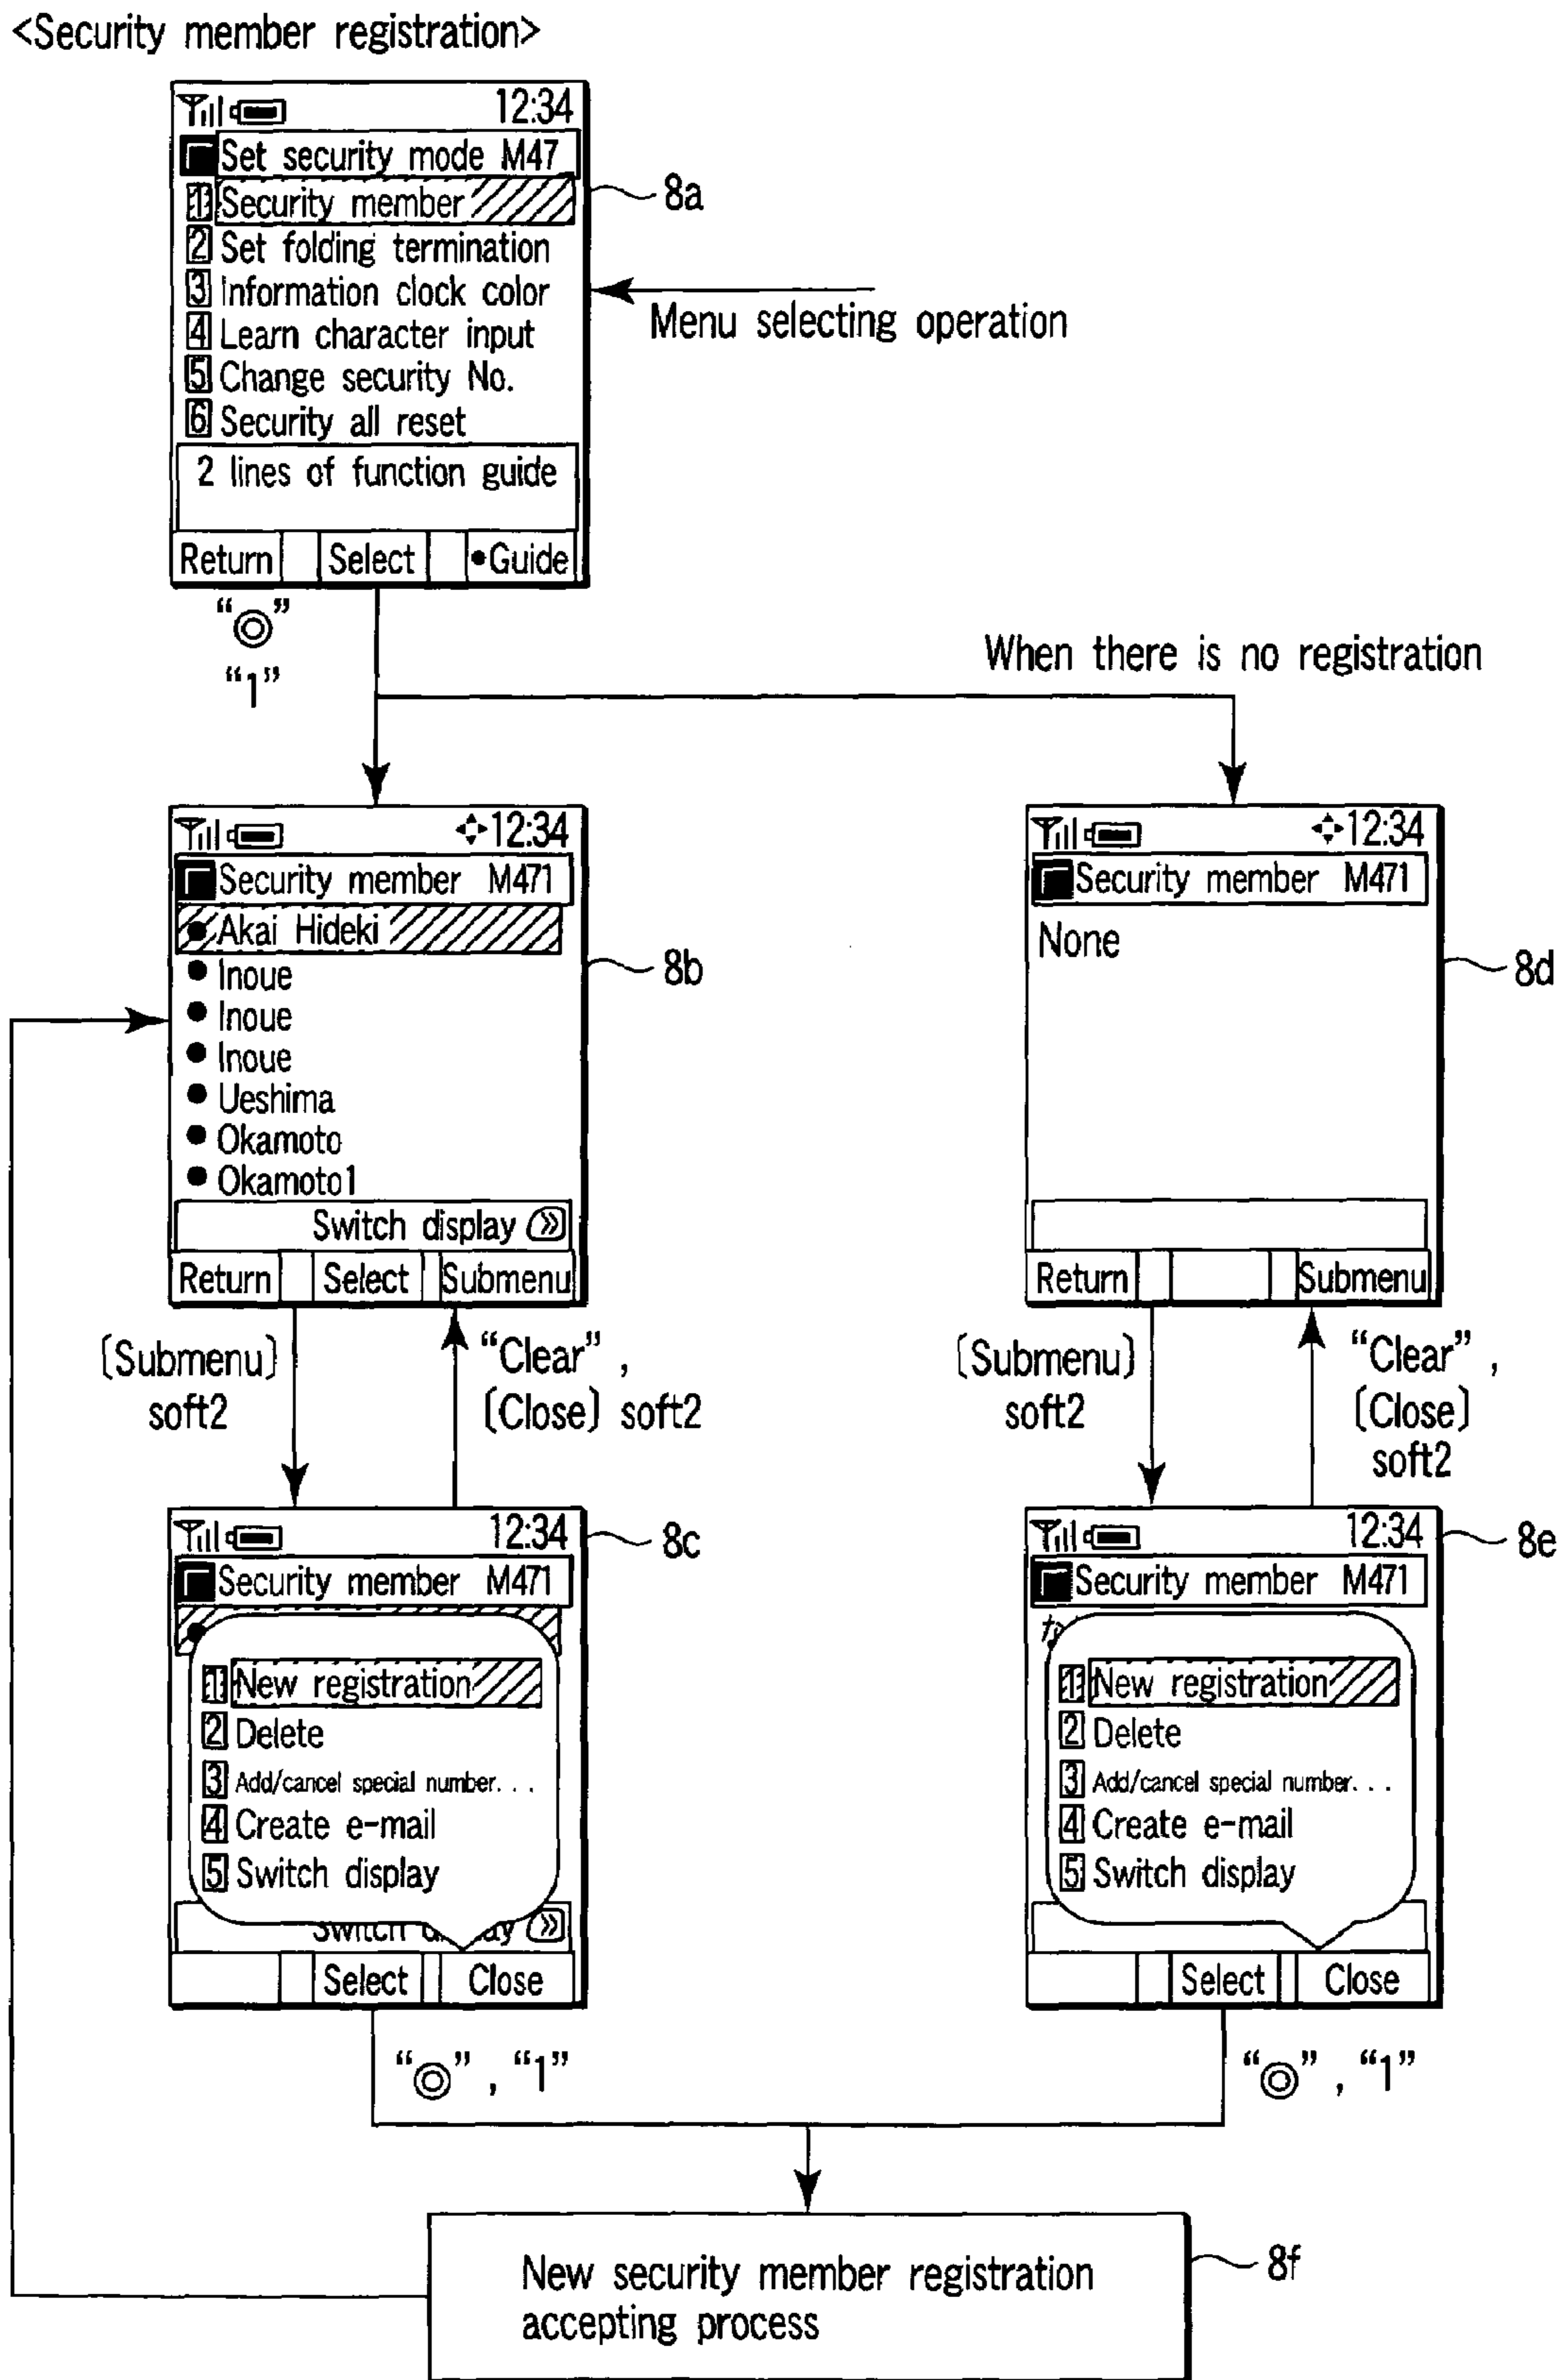 <Security member registration>
12:34
Set security mode M47
1 Security member
8a
2 Set folding termination
3 Information clock color
Menu selecting operation
4 Learn character input
5 Change security No.
6 Security all reset
2 lines of function guide
Return Select •Guide
“◎”
“1”
When there is no registration
12:34
Security member M471
• Akai Hideki
8b
• Inoue
• Inoue
• Inoue
• Ueshima
• Okamoto
• Okamoto1
Switch display
Return Select Submenu
12:34
Security member M471
None
8d
Return Submenu
(Submenu)
soft2
“Clear” ,
(Close) soft2
(Submenu)
soft2
“Clear” ,
(Close)
soft2
12:34
8c
Security member M471
1 New registration
2 Delete
3 Add/cancel special number. . .
4 Create e-mail
5 Switch display
Select Close
12:34
8e
Security member M471
1 New registration
2 Delete
3 Add/cancel special number. . .
4 Create e-mail
5 Switch display
Select Close
“◎” , “1”
“◎” , “1”
New security member registration
accepting process
8f